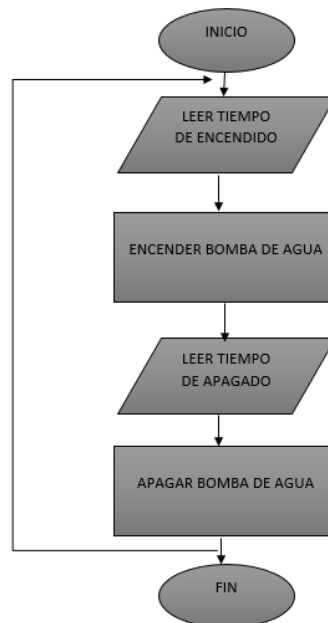 INICIO
LEER TIEMPO
DE ENCENDIDO
ENCENDER BOMBA DE AGUA
LEER TIEMPO
DE APAGADO
APAGAR BOMBA DE AGUA
FIN